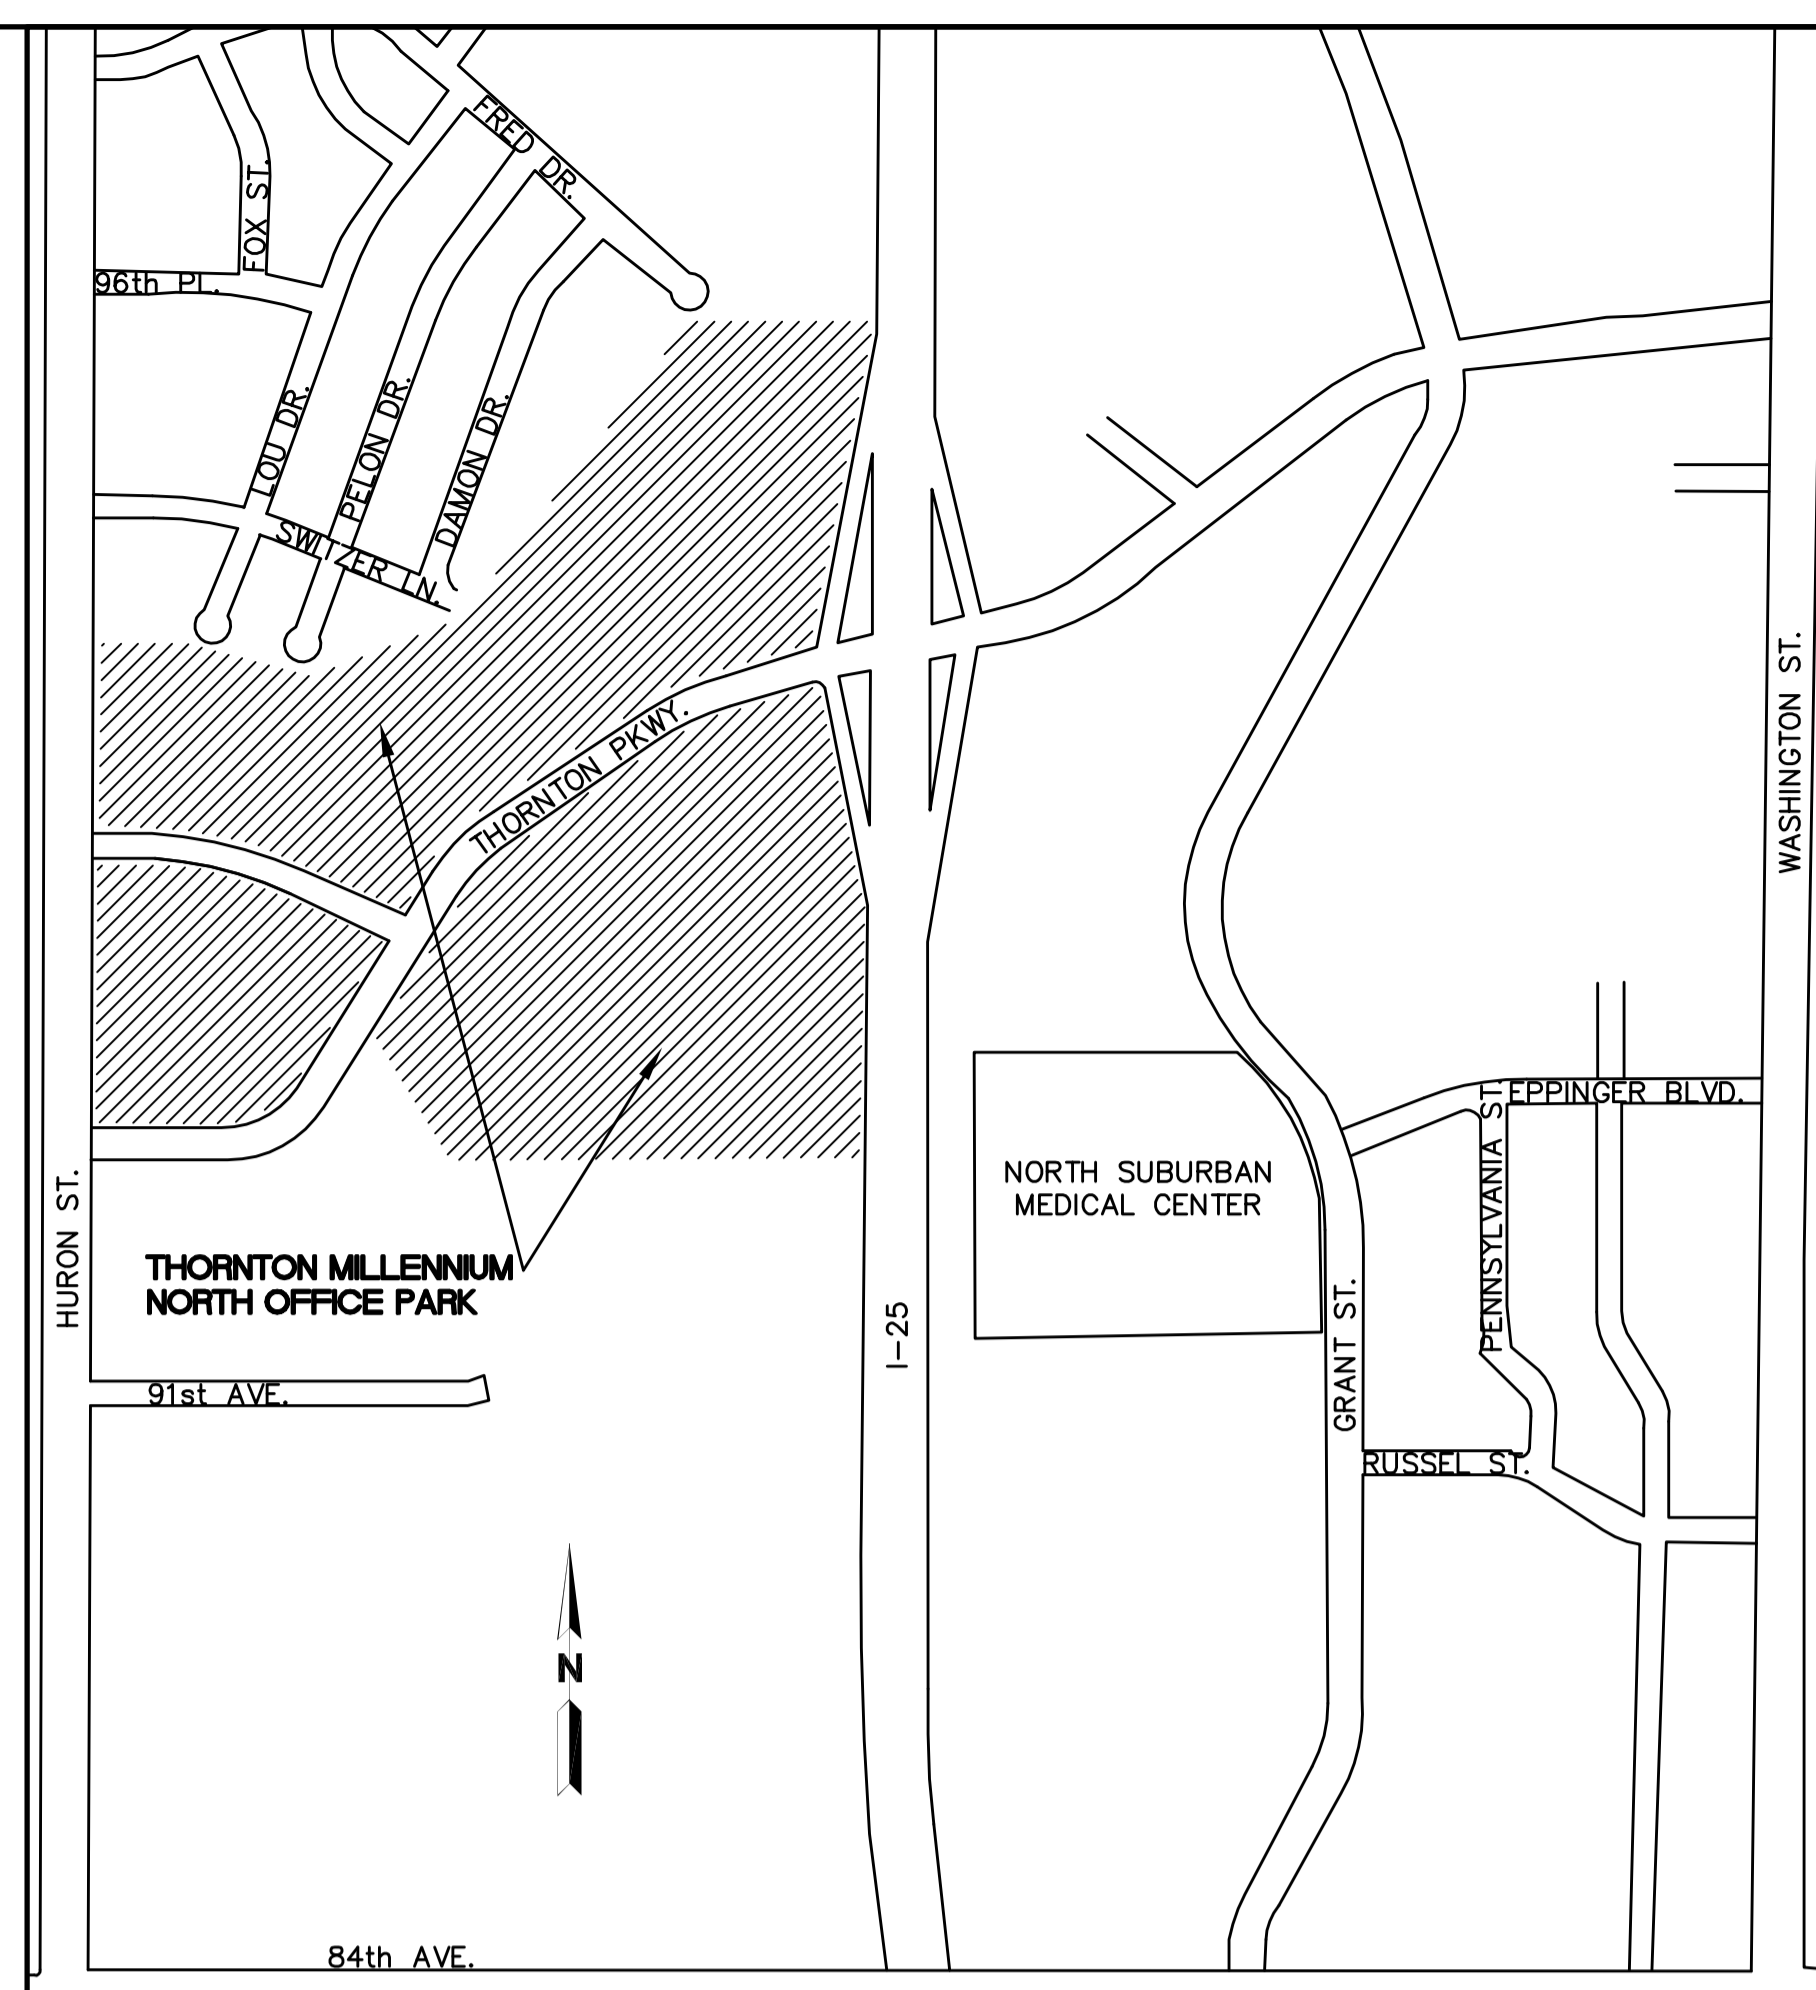 FRED DR.
FOX ST.
96th PL.
LOU DR.
PELON DR.
DAMON DR.
SWITZER LN.
THORNTON PKWY.
WASHINGTON ST.
EPPINGER BLVD.
PENNSYLVANIA ST.
NORTH SUBURBAN
MEDICAL CENTER
HURON ST.
THORNTON MILLENNIUM
NORTH OFFICE PARK
I-25
GRANT ST.
91st AVE.
RUSSEL ST.
N
84th AVE.